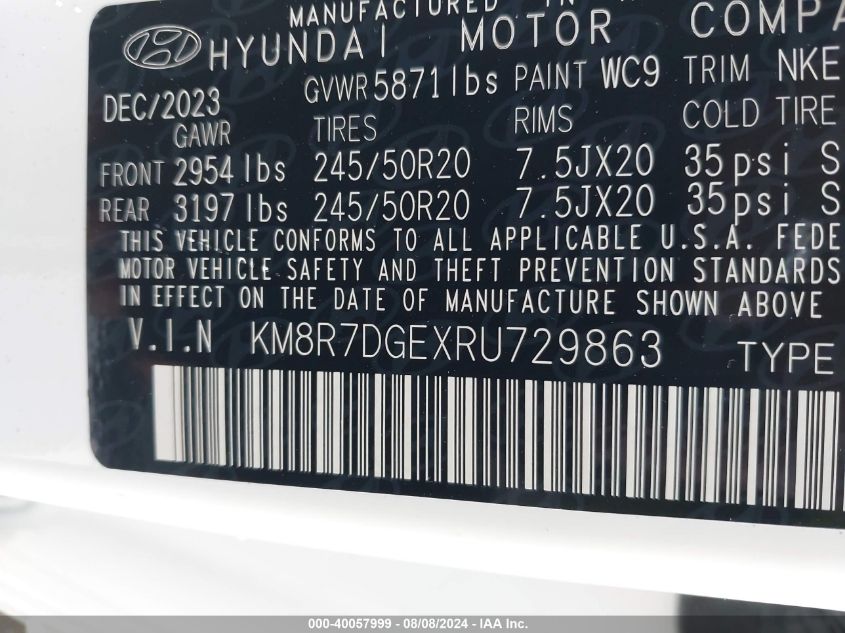 MANUFACTURED
HYUNDAI MOTOR COMPA
DEC/2023 GVWR 5871 lbs PAINT WC9 TRIM NKE
GAWR TIRES RIMS COLD TIRE
FRONT 2954 lbs 245/50R20 7.5JX20 35psi S
REAR 3197 lbs 245/50R20 7.5JX20 35psi S
THIS VEHICLE CONFORMS TO ALL APPLICABLE U.S.A. FEDE
MOTOR VEHICLE SAFETY AND THEFT PREVENTION STANDARDS
IN EFFECT ON THE DATE OF MANUFACTURE SHOWN ABOVE
V.I.N KM8R7DGEXRU729863 TYPE
000-40057999 - 08/08/2024 - IAA Inc.